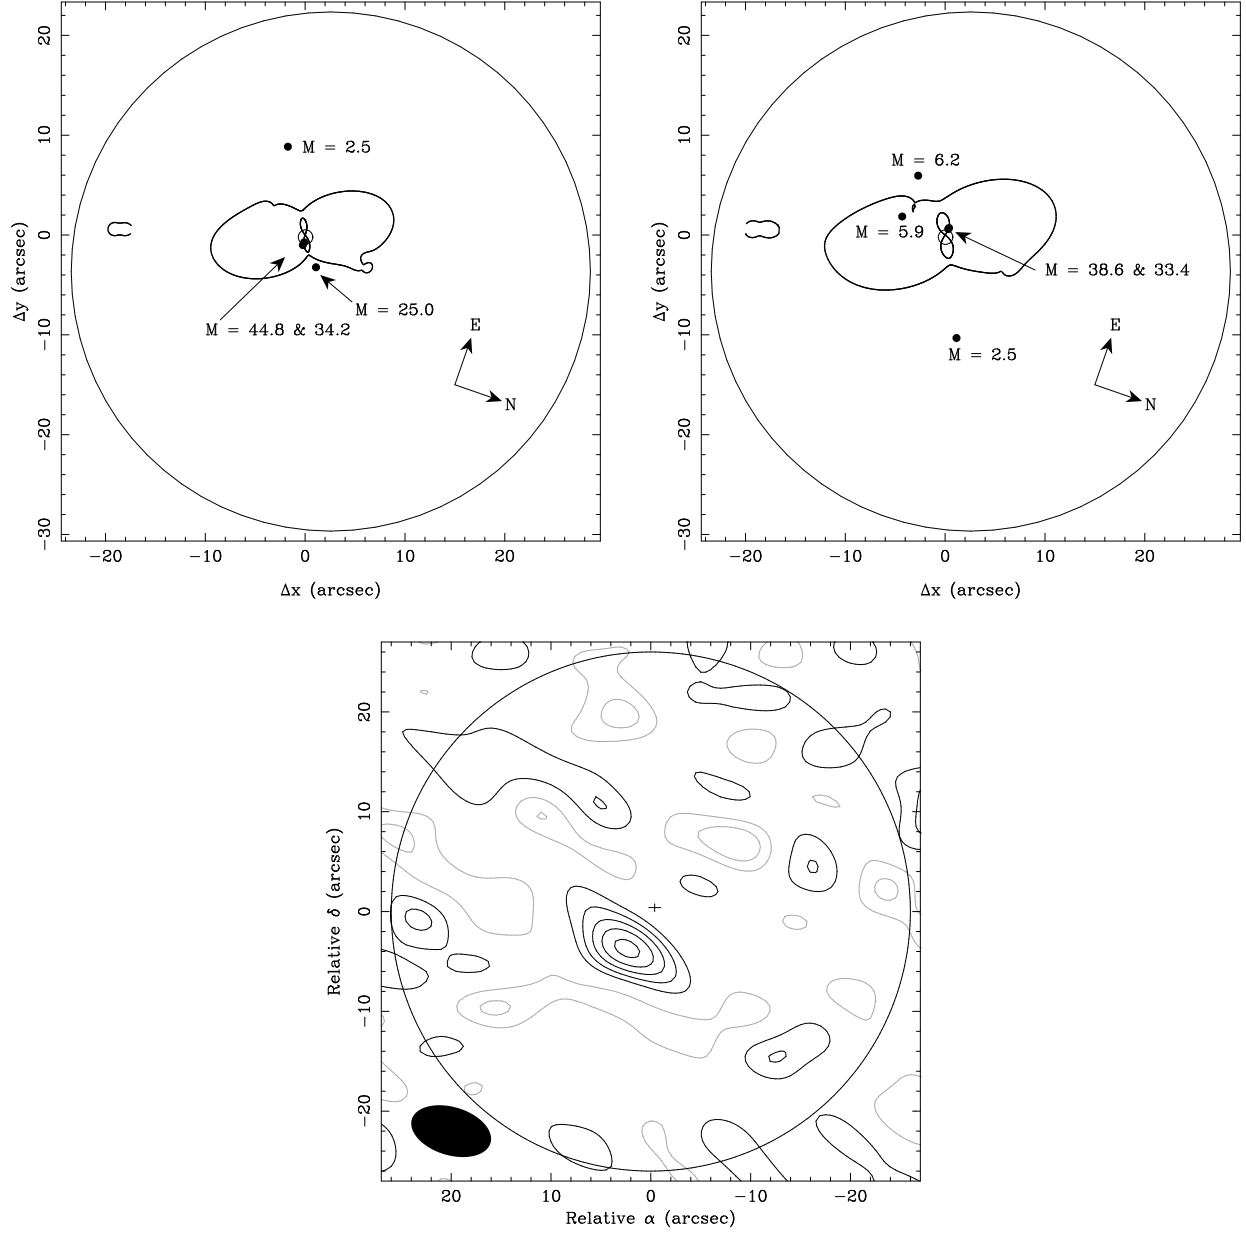 20
10
0
−10
−20
−30
Δy (arcsec)
M = 2.5
M = 25.0
M = 44.8 & 34.2
E
N
−20 −10 0 10 20
Δx (arcsec)
20
10
0
−10
−20
−30
Δy (arcsec)
M = 6.2
M = 5.9
M = 38.6 & 33.4
M = 2.5
E
N
−20 −10 0 10 20
Δx (arcsec)
20
10
0
−10
−20
Relative δ (arcsec)
20 10 0 −10 −20
Relative α (arcsec)